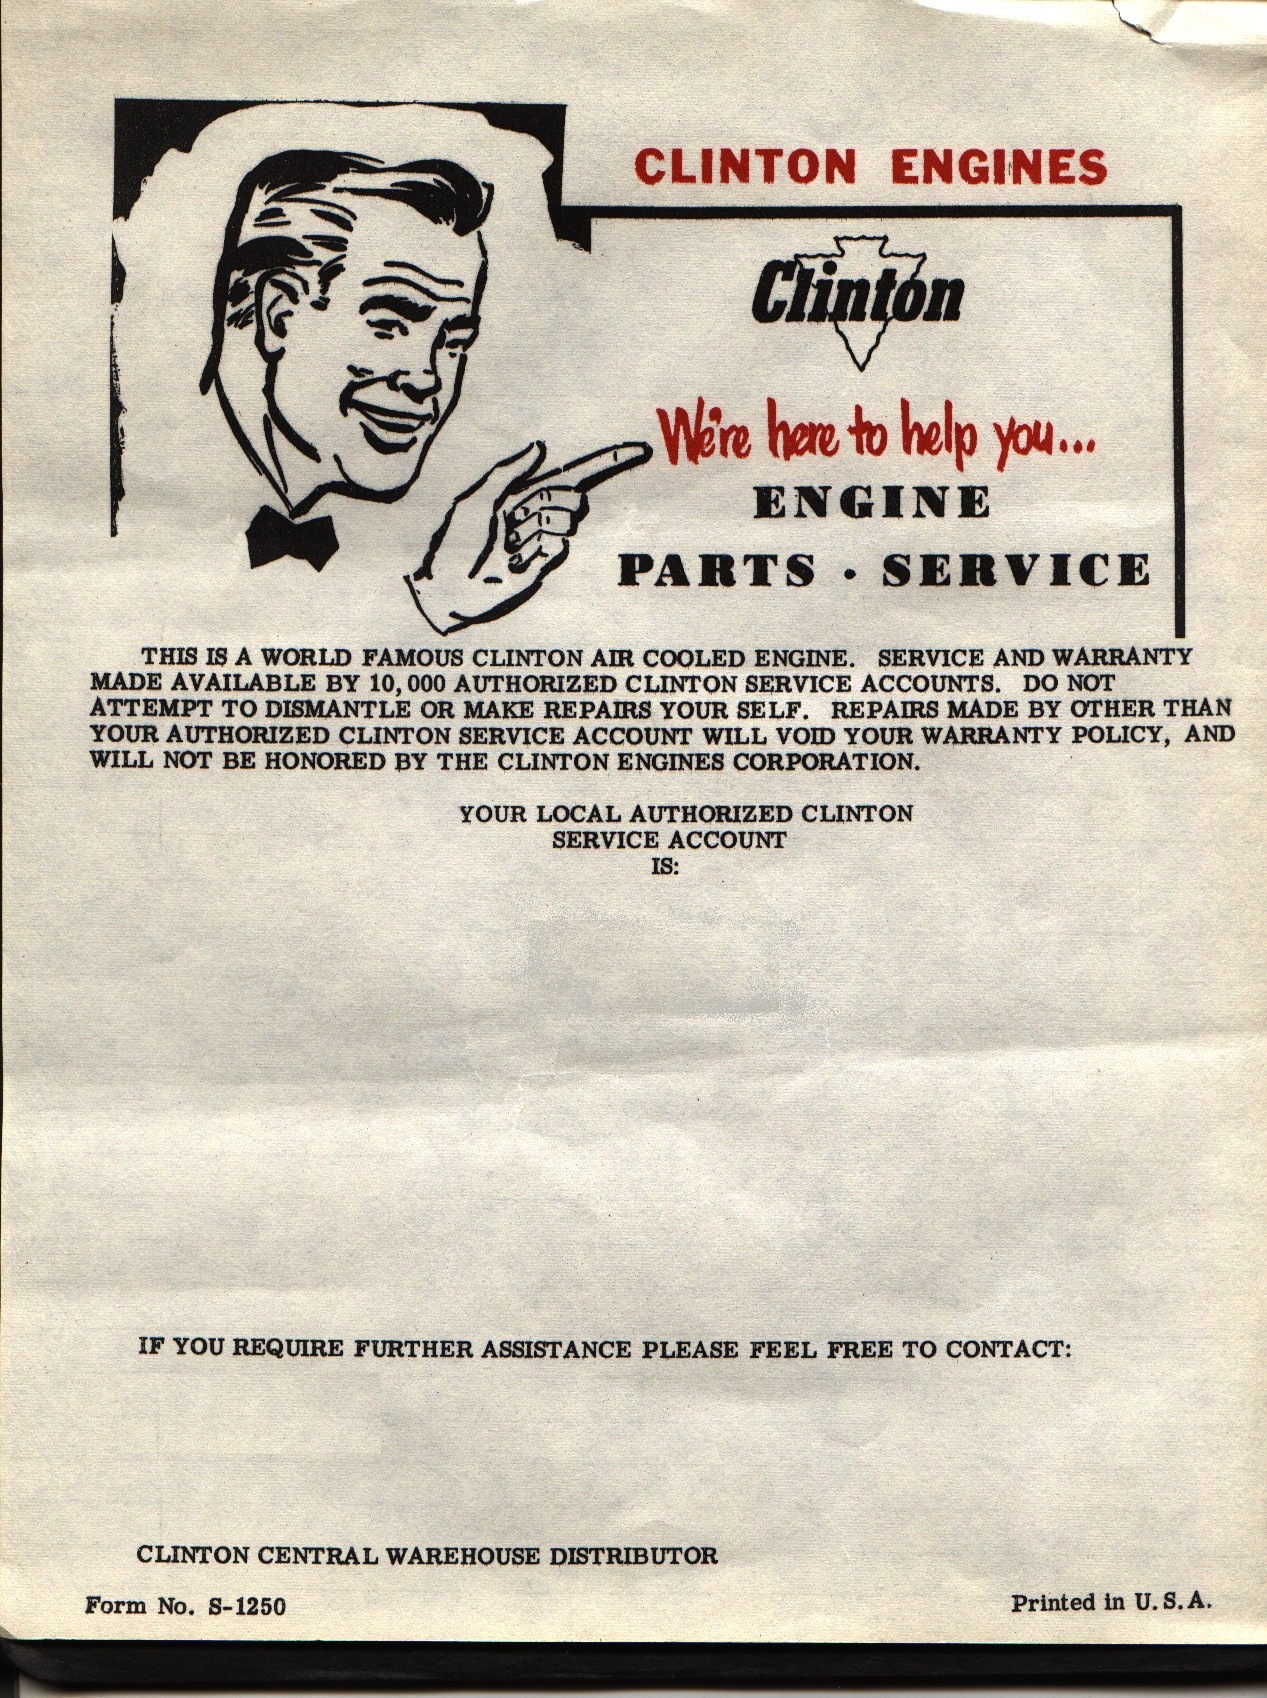 CLINTON ENGINES
Clinton
We're here to help you...
ENGINE
PARTS · SERVICE
THIS IS A WORLD FAMOUS CLINTON AIR COOLED ENGINE. SERVICE AND WARRANTY
MADE AVAILABLE BY 10,000 AUTHORIZED CLINTON SERVICE ACCOUNTS. DO NOT
ATTEMPT TO DISMANTLE OR MAKE REPAIRS YOUR SELF. REPAIRS MADE BY OTHER THAN
YOUR AUTHORIZED CLINTON SERVICE ACCOUNT WILL VOID YOUR WARRANTY POLICY, AND
WILL NOT BE HONORED BY THE CLINTON ENGINES CORPORATION.
YOUR LOCAL AUTHORIZED CLINTON
SERVICE ACCOUNT
IS:
IF YOU REQUIRE FURTHER ASSISTANCE PLEASE FEEL FREE TO CONTACT:
CLINTON CENTRAL WAREHOUSE DISTRIBUTOR
Form No. S-1250
Printed in U.S.A.